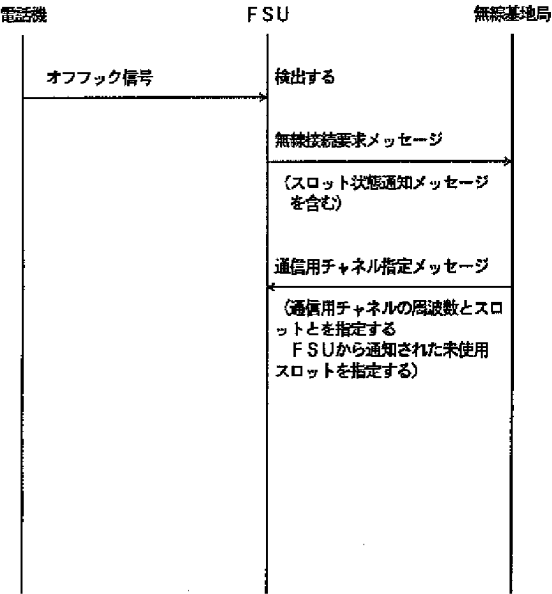 電話機
FSU
無線基地局
オフフック信号
検出する
無線接続要求メッセージ
(スロット状態通知メッセージ
を含む)
通信用チャネル指定メッセージ
(通信用チャネルの周波数とスロ
ットとを指定する
FSUから通知された未使用
スロットを指定する)